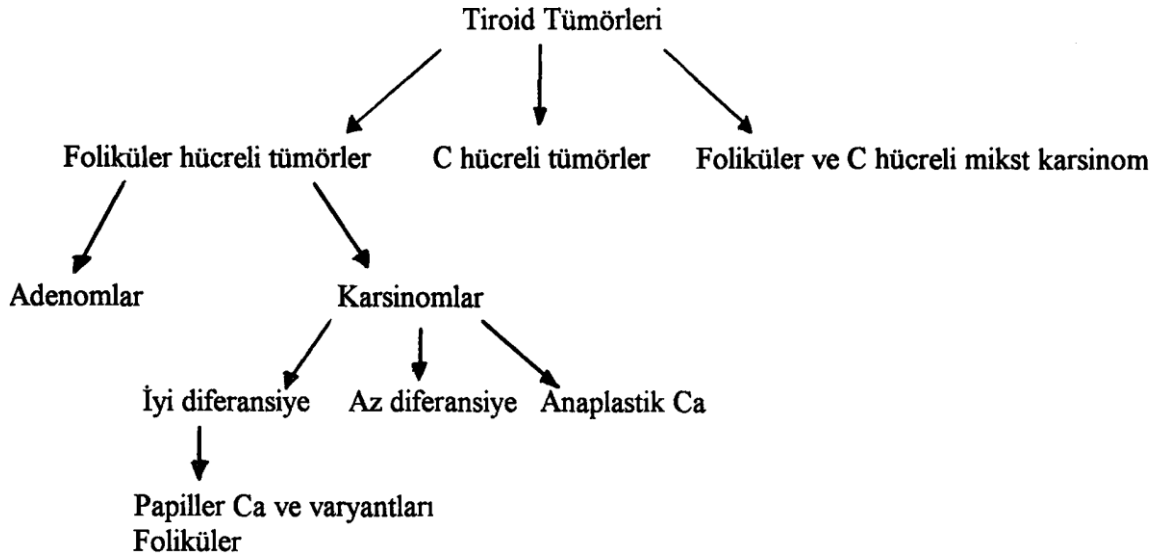 Tiroid Tümörleri
Foliküler hücreli tümörler C hücreli tümörler Foliküler ve C hücreli mikst karsinom
Adenomlar Karsinomlar
İyi diferansiye Az diferansiye Anaplastik Ca
Papiller Ca ve varyantları
Foliküler